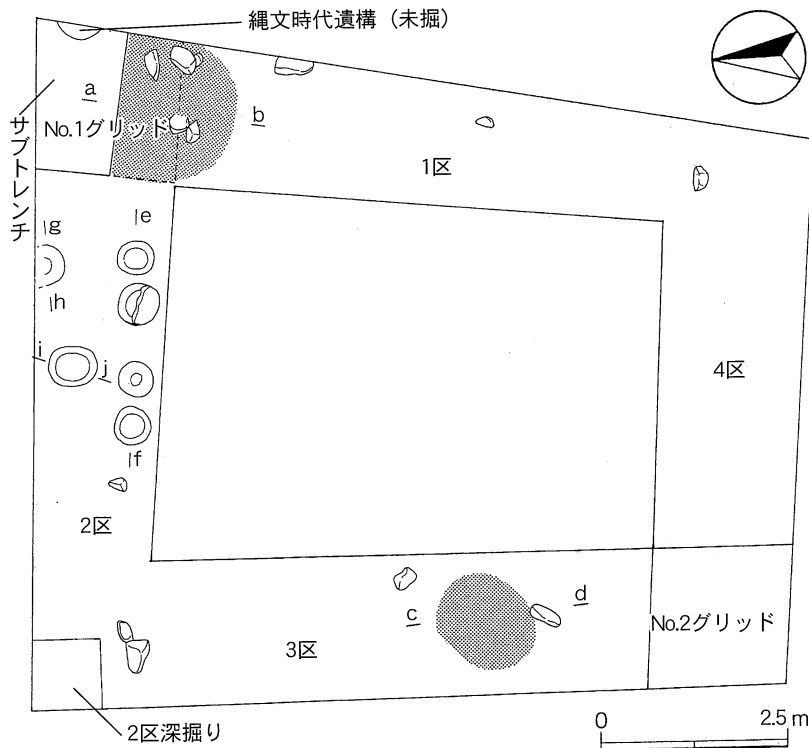 縄文時代遺構（未掘）
サブトレンチ
a
No.1グリッド
b
1区
g
e
h
i
j
f
4区
2区
c
d
3区
No.2グリッド
2区深掘り
0 2.5m